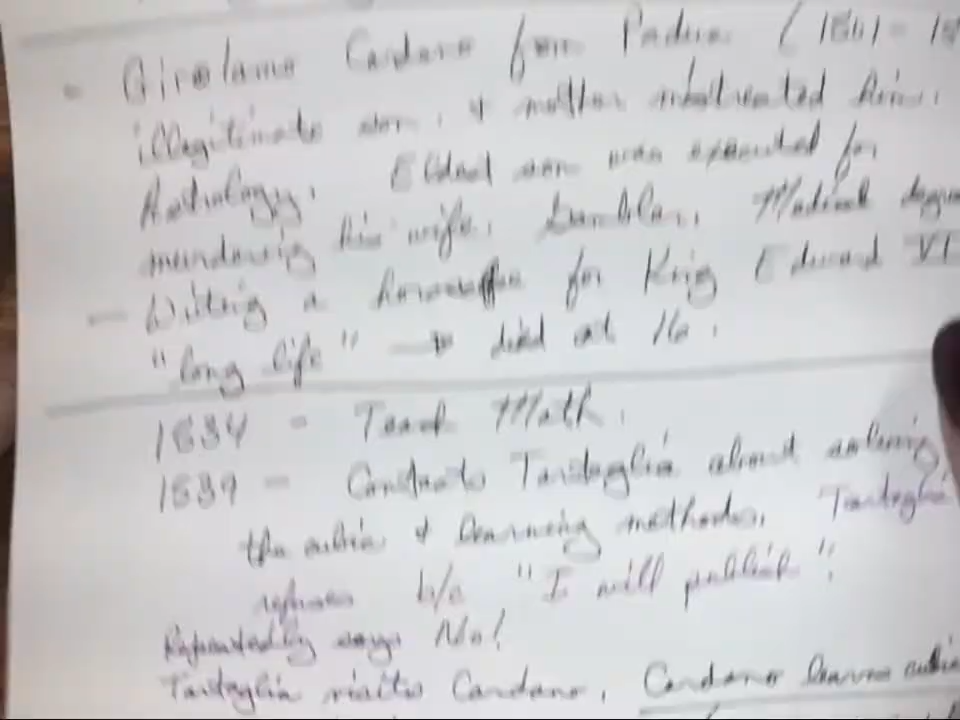 Girolamo Cardano from Padua (1501 -
illegitimate son, & mother mistreated him.
Astrology. Eldest son was executed for
murdering his wife. Gambler. Medical degree
- Writing a horoscope for King Edward VI
"long life" → died at 16.
1534 - Teach Math.
1539 - Contacts Tartaglia about solving
the cubic & learning methods. Tartaglia
refuses b/c "I will publish".
Repeatedly says No!
Tartaglia visits Cardano. Cardano learns cubic